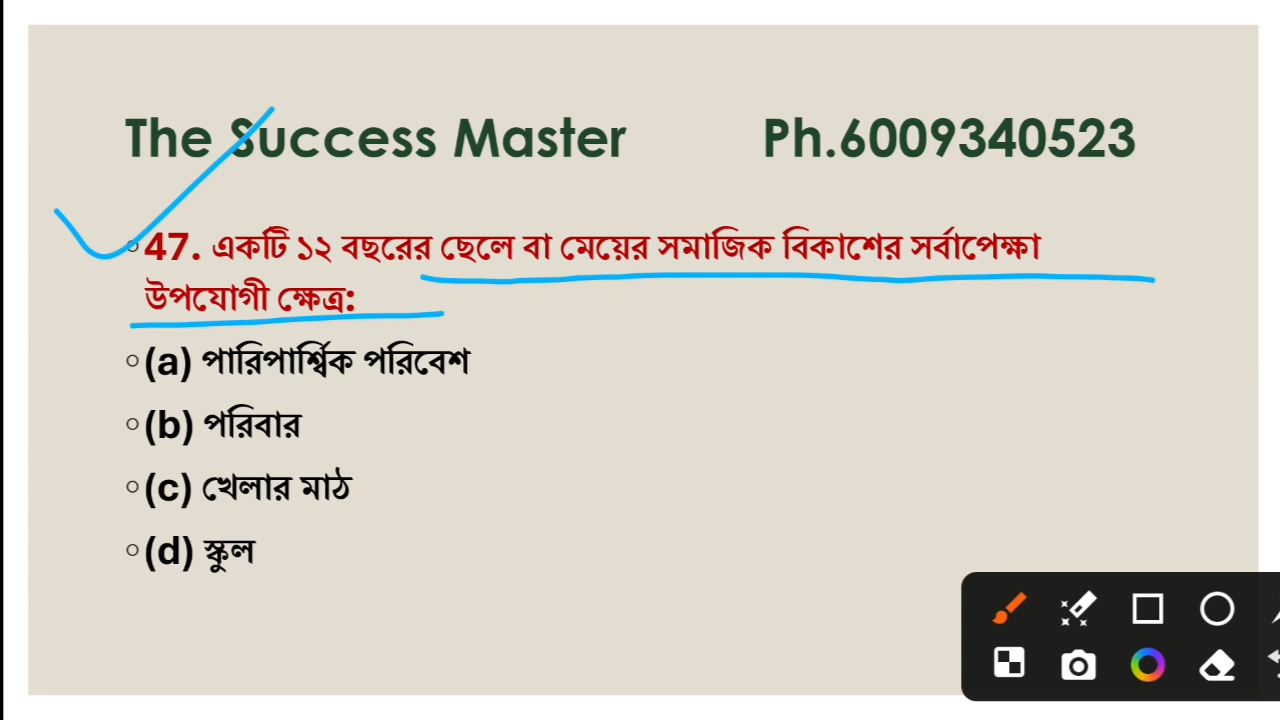 The Success Master Ph.6009340523
47. একটি ১২ বছরের ছেলে বা মেয়ের সমাজিক বিকাশের সর্বাপেক্ষা
উপযোগী ক্ষেত্র:
(a) পারিপার্শ্বিক পরিবেশ
(b) পরিবার
(c) খেলার মাঠ
(d) স্কুল